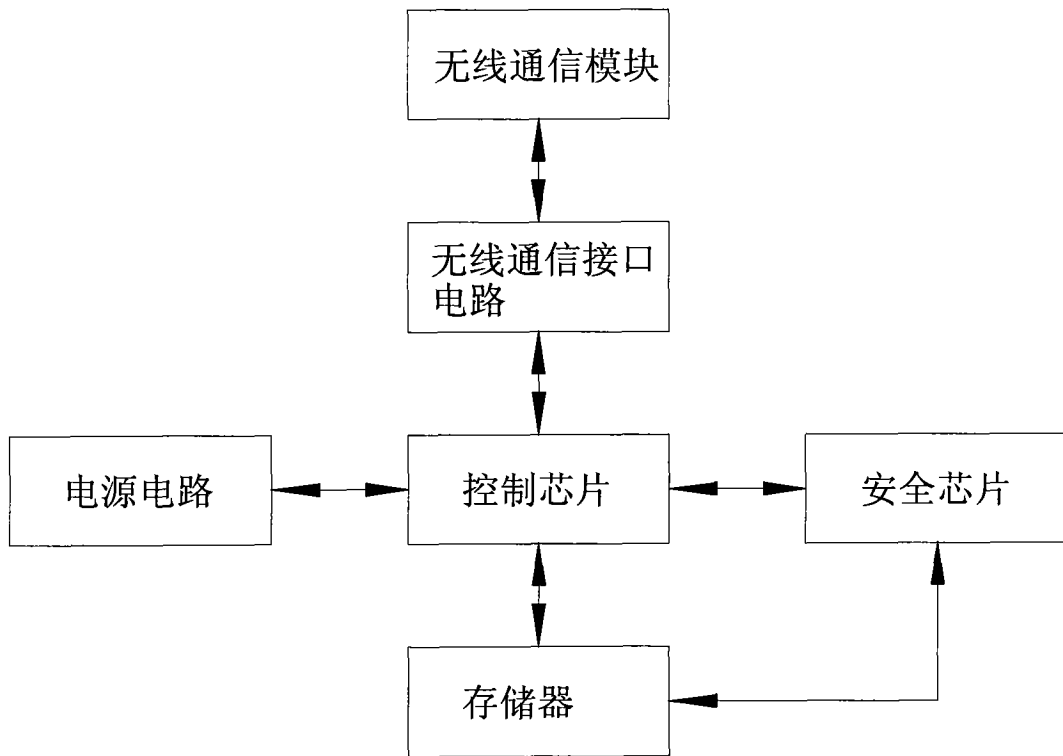 无线通信模块
无线通信接口
电路
电源电路
控制芯片
安全芯片
存储器